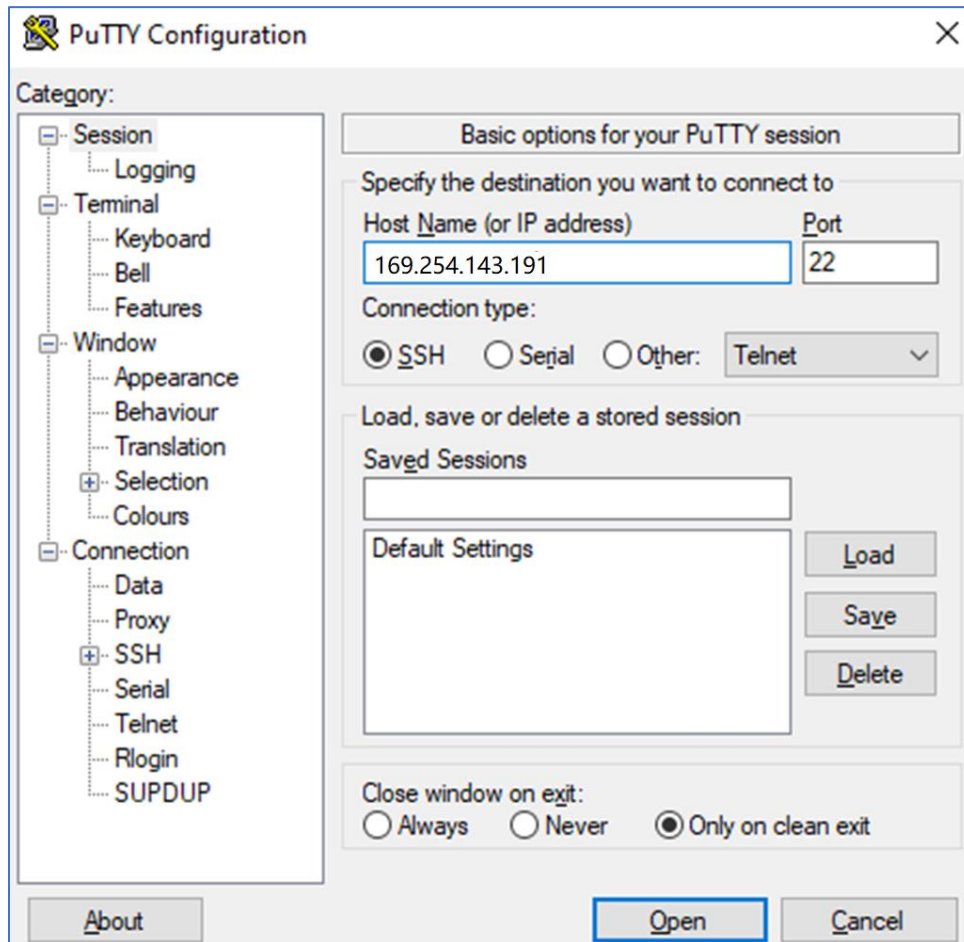 PuTTY Configuration
Category:
Session
Logging
Terminal
Keyboard
Bell
Features
Window
Appearance
Behaviour
Translation
Selection
Colours
Connection
Data
Proxy
SSH
Serial
Telnet
Rlogin
SUPDUP
Basic options for your PuTTY session
Specify the destination you want to connect to
Host Name (or IP address) Port
169.254.143.191 22
Connection type:
SSH Serial Other: Telnet
Load, save or delete a stored session
Saved Sessions
Default Settings
Load
Save
Delete
Close window on exit:
Always Never Only on clean exit
About Open Cancel